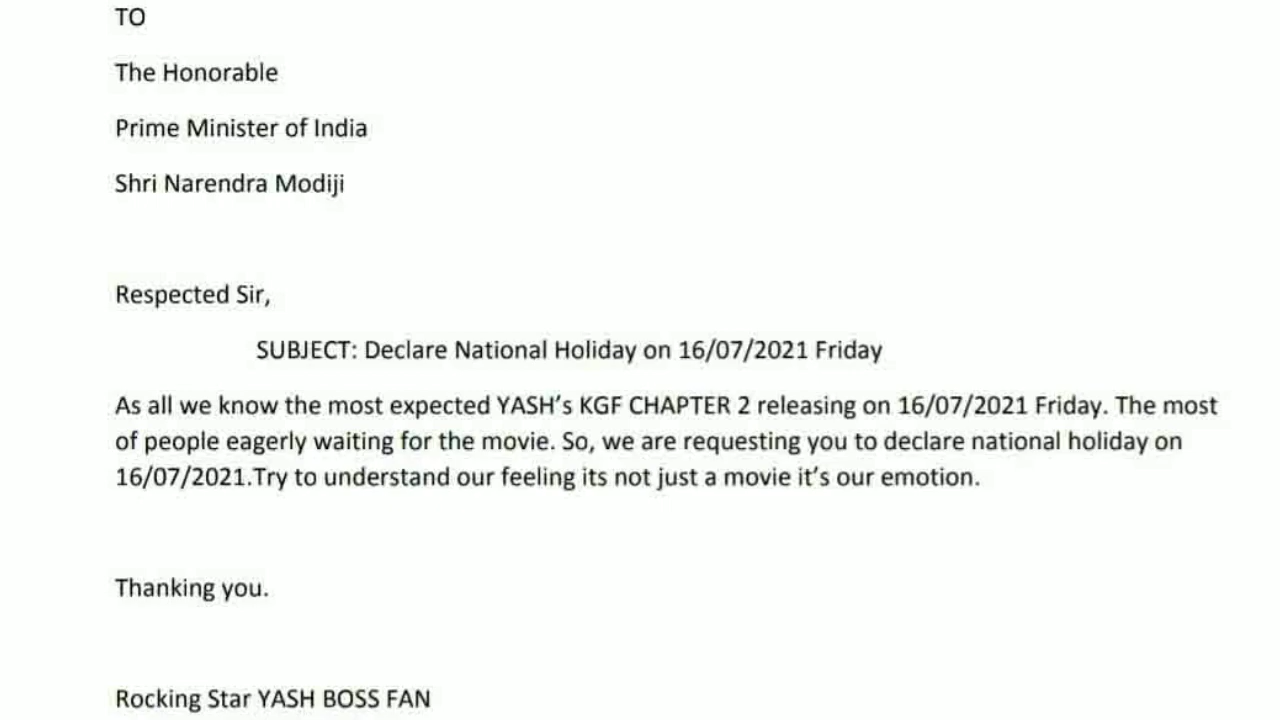 TO
The Honorable
Prime Minister of India
Shri Narendra Modiji
Respected Sir,
SUBJECT: Declare National Holiday on 16/07/2021 Friday
As all we know the most expected YASH’s KGF CHAPTER 2 releasing on 16/07/2021 Friday. The most
of people eagerly waiting for the movie. So, we are requesting you to declare national holiday on
16/07/2021.Try to understand our feeling its not just a movie it’s our emotion.
Thanking you.
Rocking Star YASH BOSS FAN